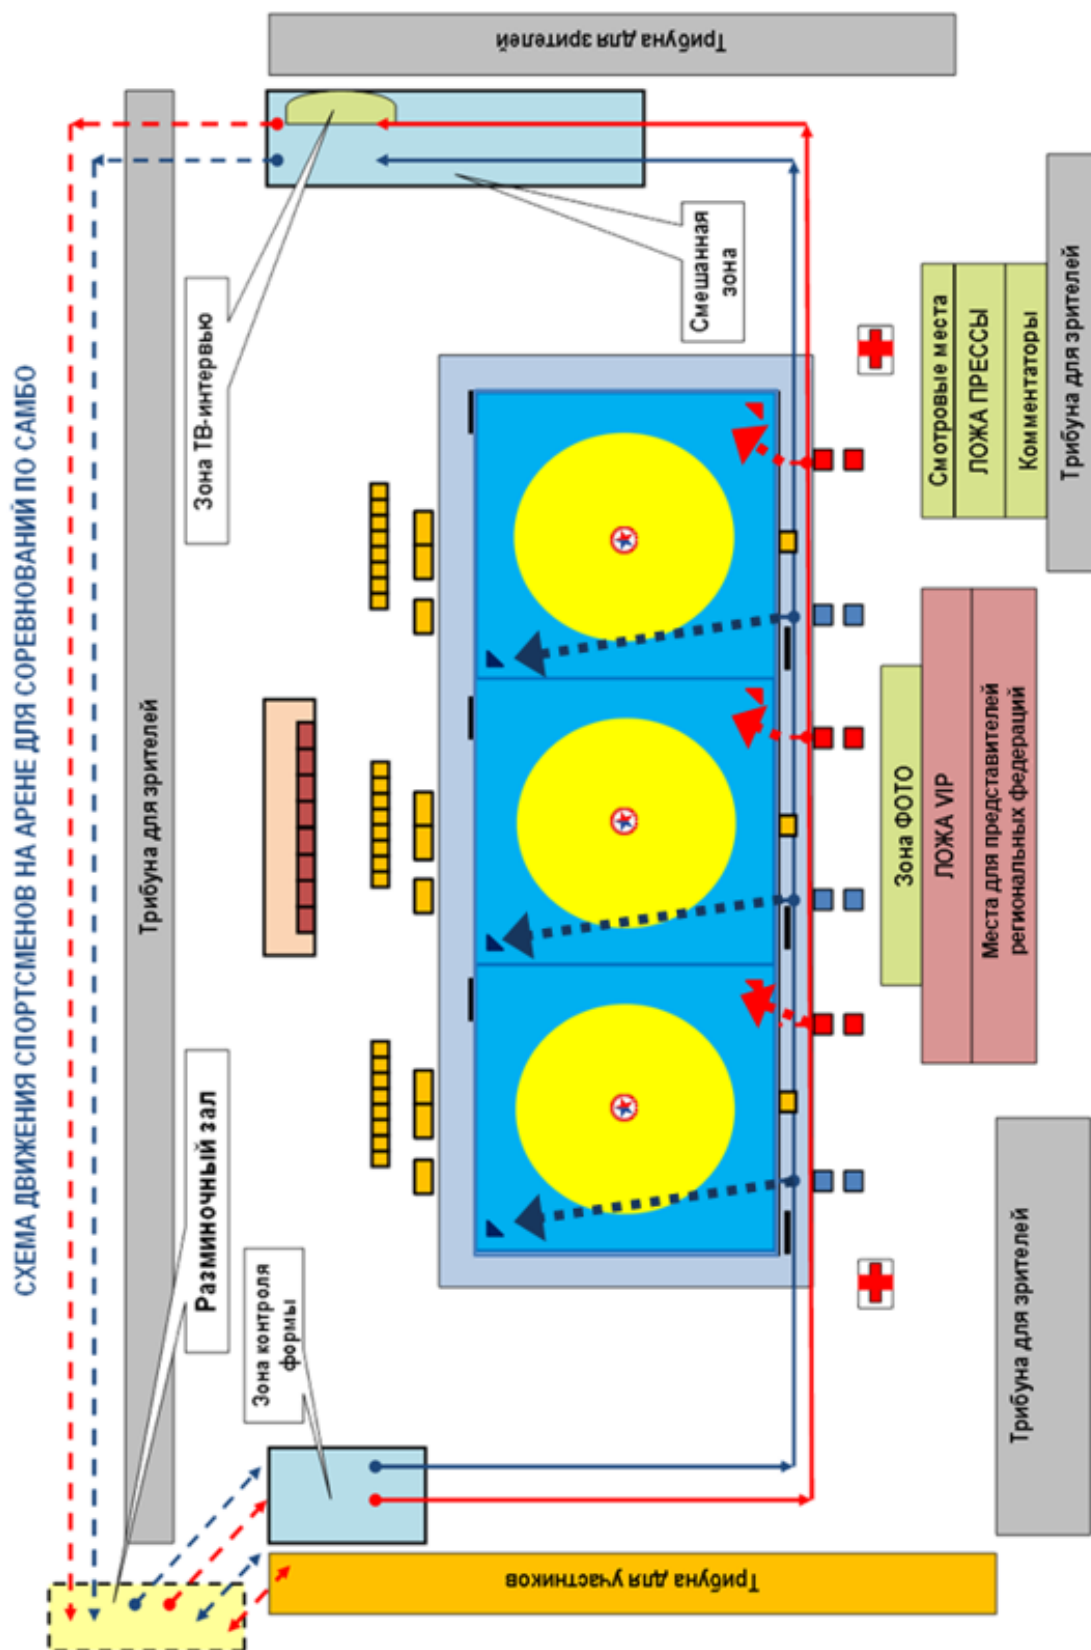 СХЕМА ДВИЖЕНИЯ СПОРТСМЕНОВ НА АРЕНЕ ДЛЯ СОРЕВНОВАНИЙ ПО САМБО
Трибуна для зрителей
Разминочный зал
Зона ТВ-интервью
Зона контроля
формы
Смешанная
зона
Трибуна для участников
Трибуна для зрителей
Зона ФОТО
ЛОЖА VIP
Места для представителей
региональных федераций
Смотровые места
ЛОЖА ПРЕССЫ
Комментаторы
Трибуна для зрителей
Трибуна для зрителей